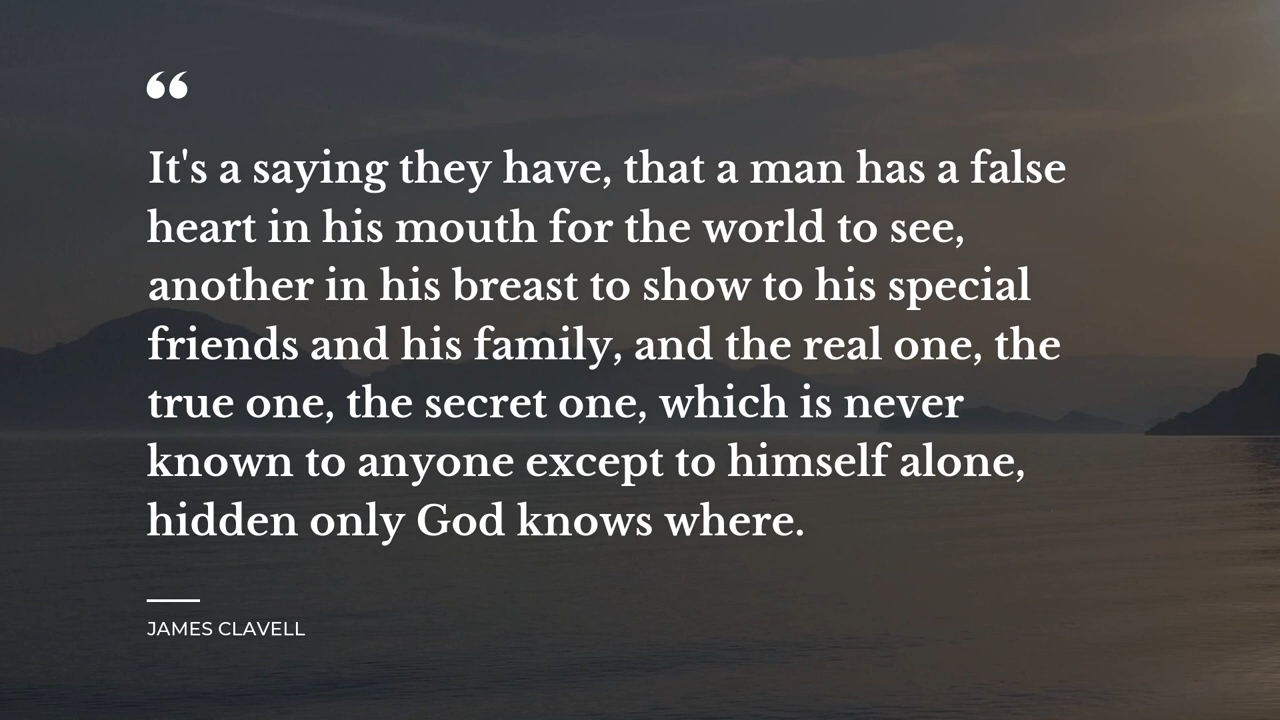 “
It's a saying they have, that a man has a false
heart in his mouth for the world to see,
another in his breast to show to his special
friends and his family, and the real one, the
true one, the secret one, which is never
known to anyone except to himself alone,
hidden only God knows where.
JAMES CLAVELL